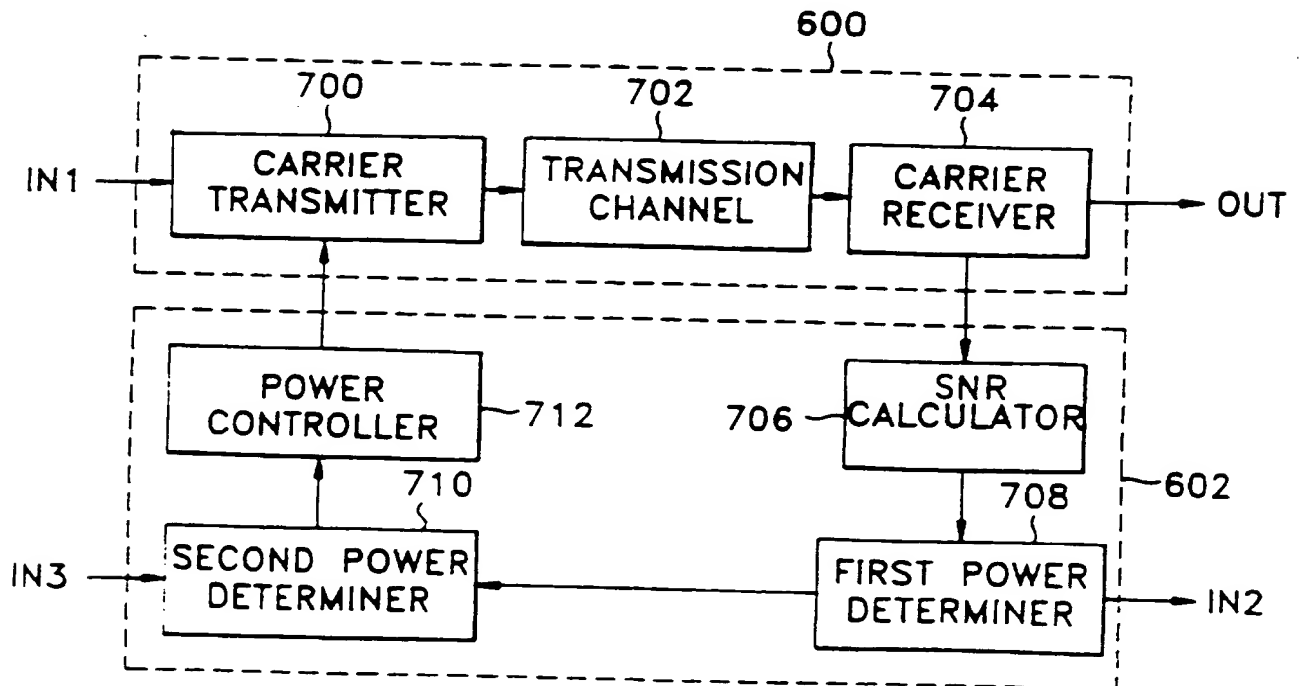 600
700
702
704
IN1
CARRIER
TRANSMITTER
TRANSMISSION
CHANNEL
CARRIER
RECEIVER
OUT
POWER
CONTROLLER
712
706
SNR
CALCULATOR
602
710
708
IN3
SECOND POWER
DETERMINER
FIRST POWER
DETERMINER
IN2